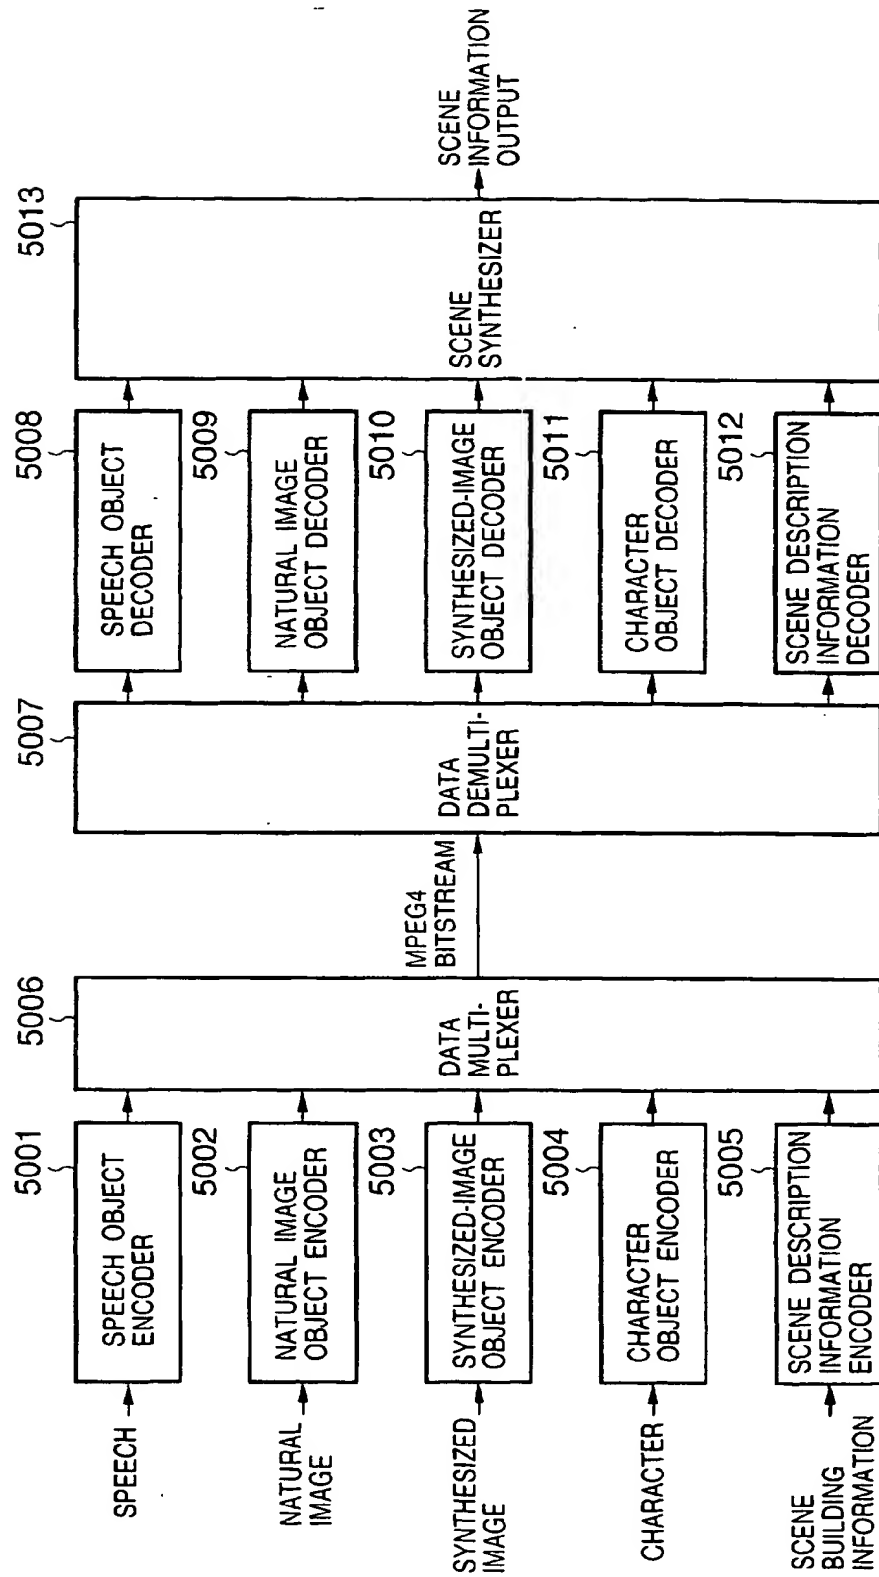 SPEECH
NATURAL
IMAGE
SYNTHESIZED
IMAGE
CHARACTER
SCENE
BUILDING
INFORMATION
5001
SPEECH OBJECT
ENCODER
5002
NATURAL IMAGE
OBJECT ENCODER
5003
SYNTHESIZED-IMAGE
OBJECT ENCODER
5004
CHARACTER
OBJECT ENCODER
5005
SCENE DESCRIPTION
INFORMATION
ENCODER
5006
DATA
MULTI-
PLEXER
MPEG4
BITSTREAM
5007
DATA
DEMULTI-
PLEXER
5008
SPEECH OBJECT
DECODER
5009
NATURAL IMAGE
OBJECT DECODER
5010
SYNTHESIZED-IMAGE
OBJECT DECODER
5011
CHARACTER
OBJECT DECODER
5012
SCENE DESCRIPTION
INFORMATION
DECODER
5013
SCENE
SYNTHESIZER
SCENE
INFORMATION
OUTPUT